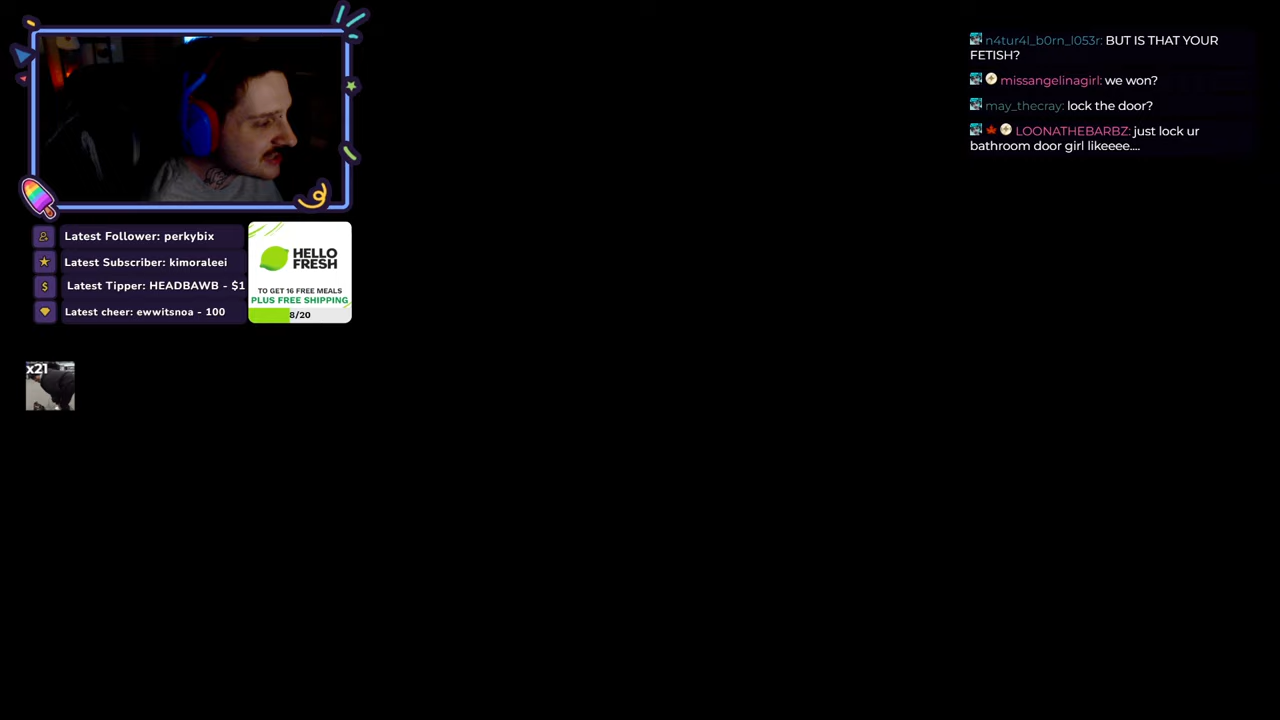 Latest Follower: perkybix
Latest Subscriber: kimoraleei
Latest Tipper: HEADBAWB - $1
Latest cheer: ewwitsnoa - 100
HELLO
FRESH
TO GET 16 FREE MEALS
PLUS FREE SHIPPING
8/20
x21
n4tur4l_b0rn_l053r: BUT IS THAT YOUR
FETISH?
missangelinagirl: we won?
may_thecray: lock the door?
LOONATHEBARBZ: just lock ur
bathroom door girl likeeee....